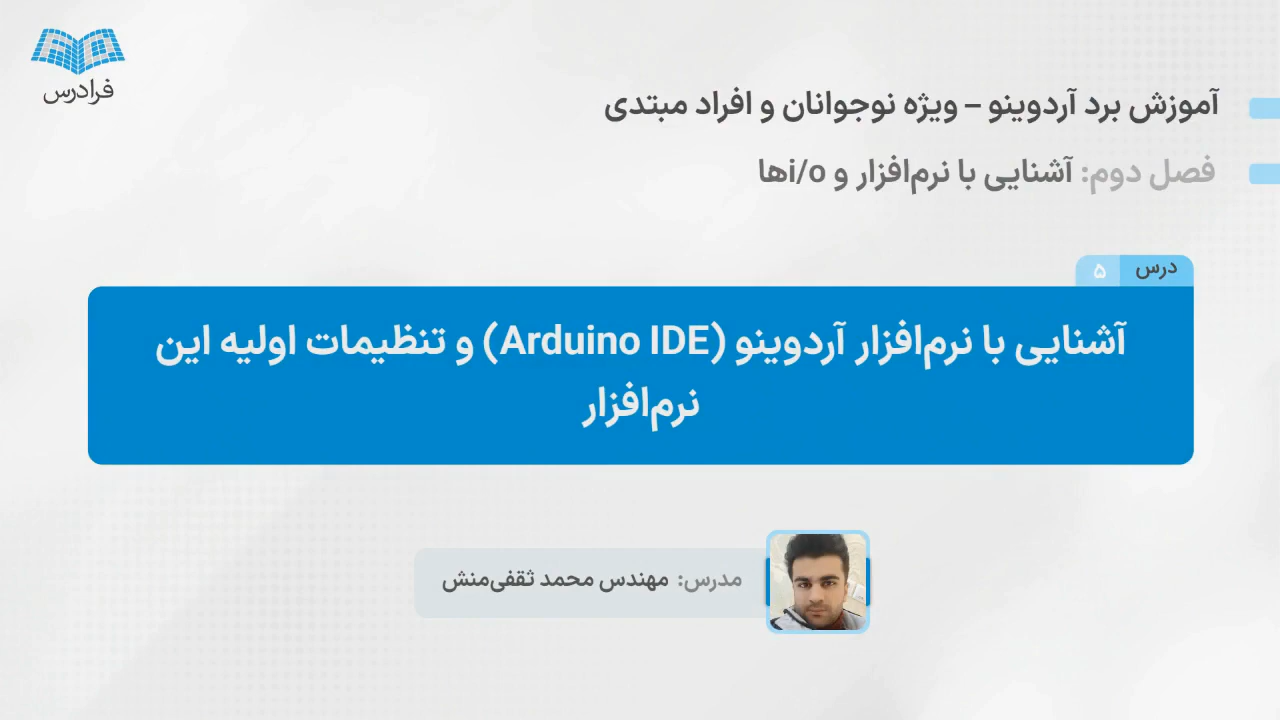 فرادرس
آموزش برد آردوینو – ویژه نوجوانان و افراد مبتدی
فصل دوم: آشنایی با نرم‌افزار و i/oها
درس ۵
آشنایی با نرم‌افزار آردوینو (Arduino IDE) و تنظیمات اولیه این
نرم‌افزار
مدرس: مهندس محمد ثقفی‌منش